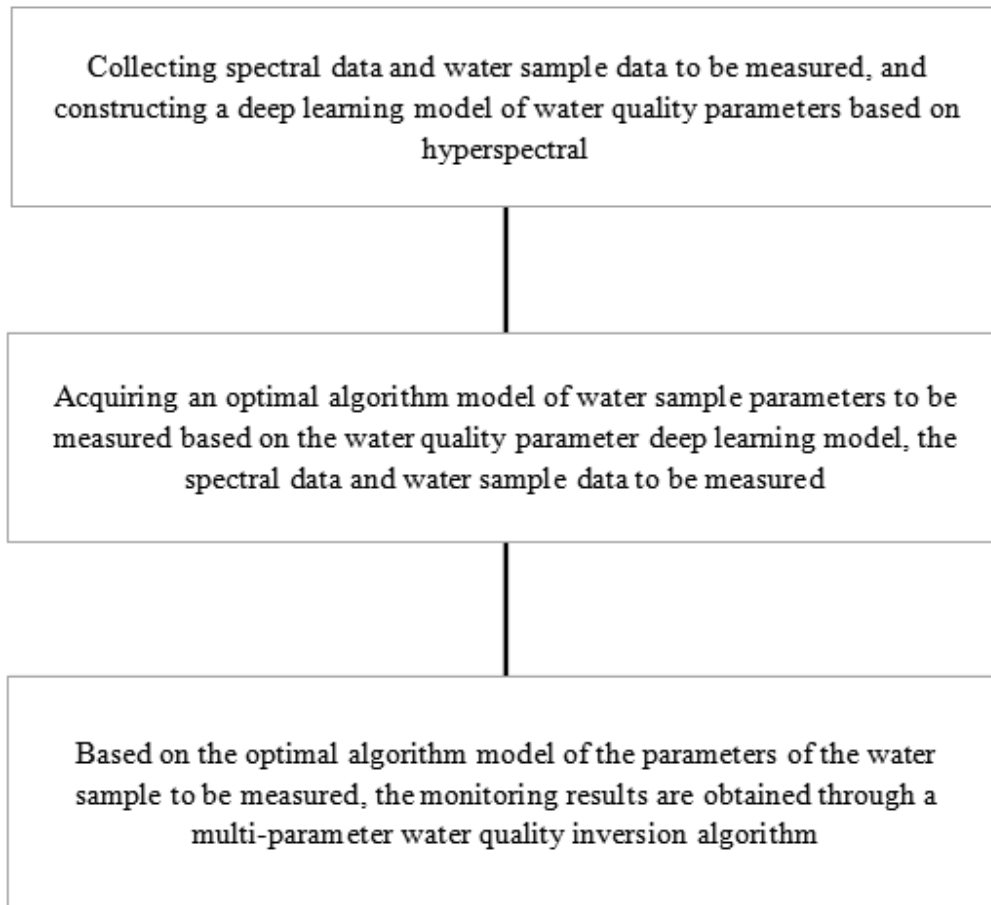 Collecting spectral data and water sample data to be measured, and
constructing a deep learning model of water quality parameters based on
hyperspectral
Acquiring an optimal algorithm model of water sample parameters to be
measured based on the water quality parameter deep learning model, the
spectral data and water sample data to be measured
Based on the optimal algorithm model of the parameters of the water
sample to be measured, the monitoring results are obtained through a
multi-parameter water quality inversion algorithm